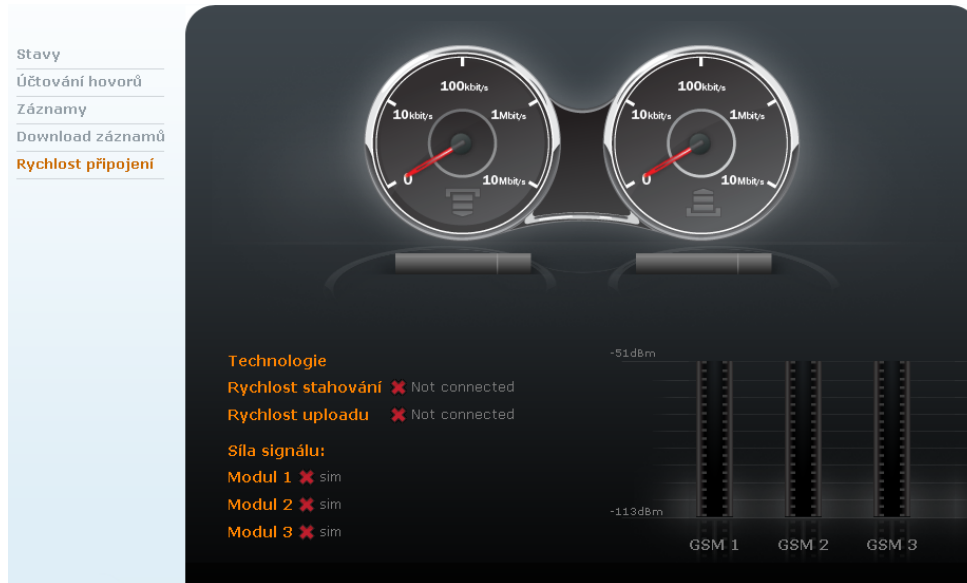 Stavy
Účtování hovorů
Záznamy
Download záznamů
Rychlost připojení
100kbit/s
10kbit/s
1Mbit/s
0
10Mbit/s
100kbit/s
10kbit/s
1Mbit/s
0
10Mbit/s
Technologie
Rychlost stahování Not connected
Rychlost uploadu Not connected
Síla signálu:
Modul 1 sim
Modul 2 sim
Modul 3 sim
-51dBm
-113dBm
GSM 1 GSM 2 GSM 3